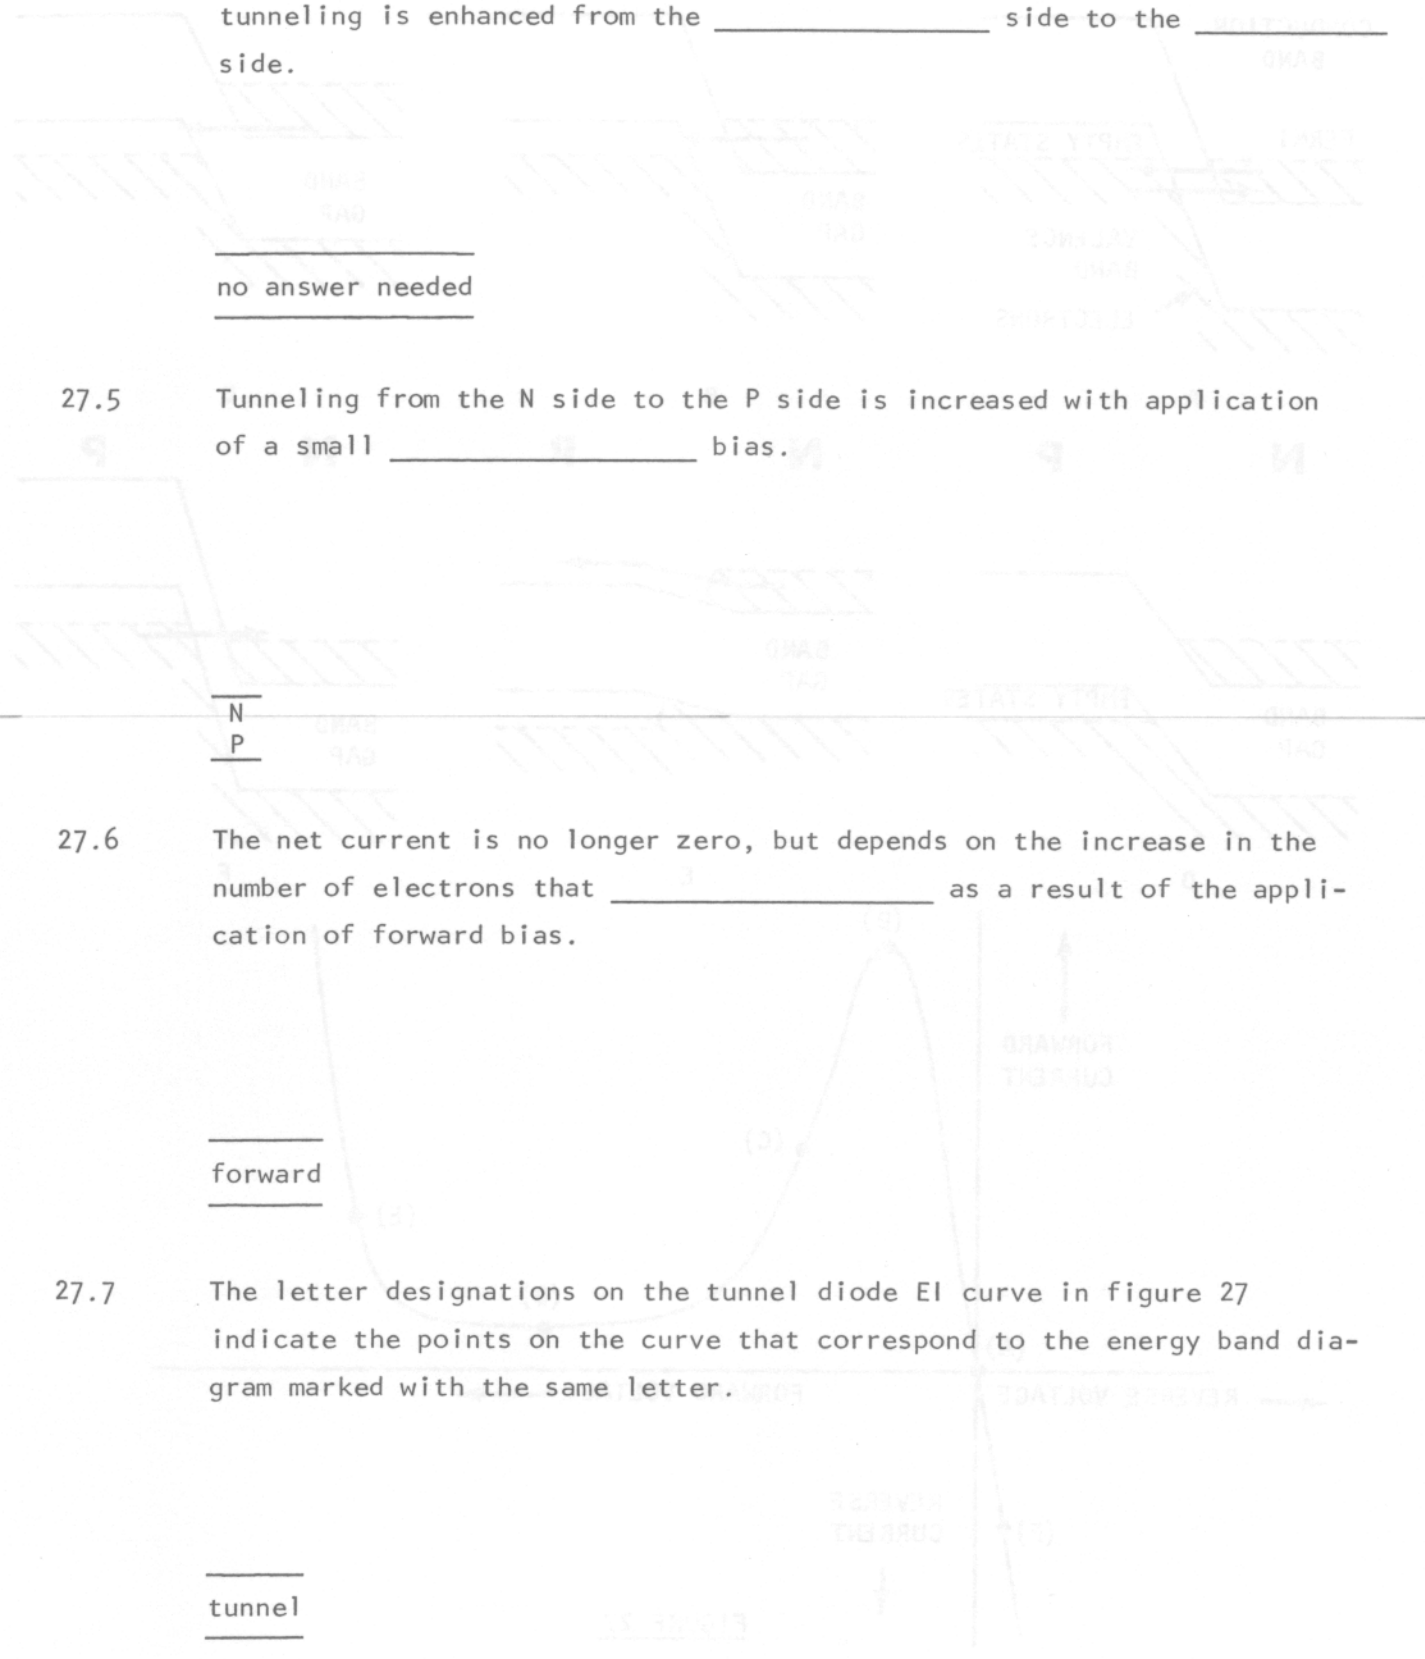 tunneling is enhanced from the ________ side to the ________
side.
no answer needed
27.5 Tunneling from the N side to the P side is increased with application
of a small ________ bias.
N
P
27.6 The net current is no longer zero, but depends on the increase in the
number of electrons that ________ as a result of the appli-
cation of forward bias.
forward
27.7 The letter designations on the tunnel diode EI curve in figure 27
indicate the points on the curve that correspond to the energy band dia-
gram marked with the same letter.
tunnel